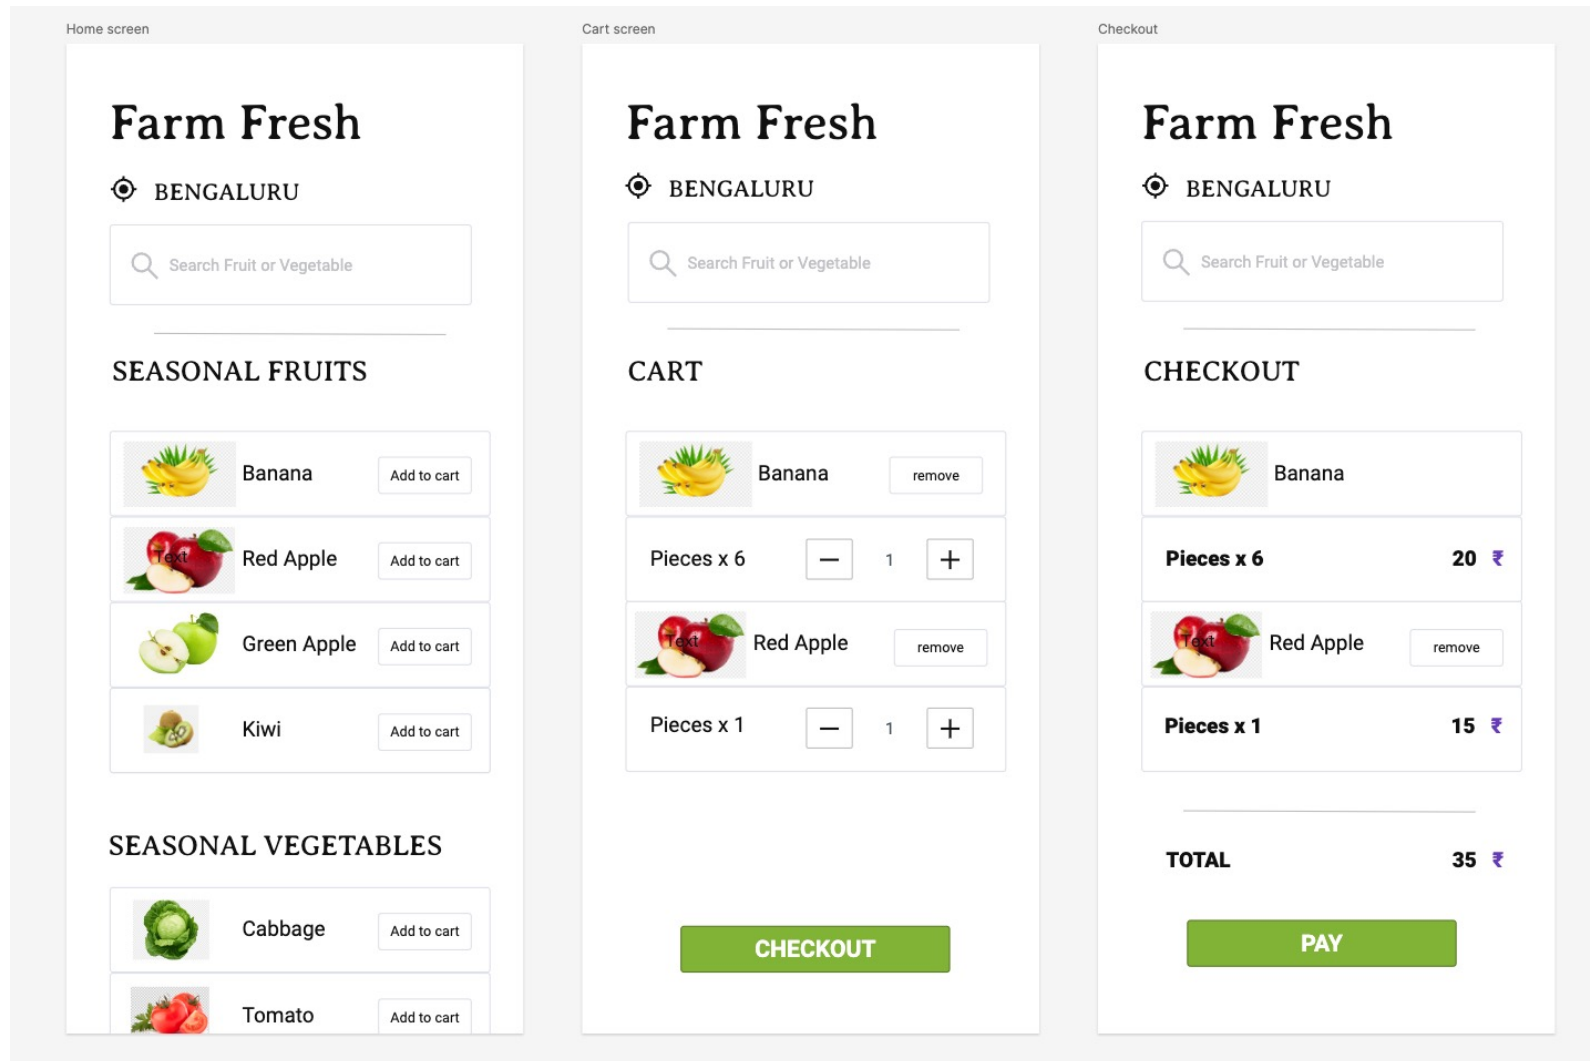 Home screen
Farm Fresh
BENGALURU
Search Fruit or Vegetable
SEASONAL FRUITS
Banana
Add to cart
Text
Red Apple
Add to cart
Green Apple
Add to cart
Kiwi
Add to cart
SEASONAL VEGETABLES
Cabbage
Add to cart
Tomato
Add to cart
Cart screen
Farm Fresh
BENGALURU
Search Fruit or Vegetable
CART
Banana
remove
Pieces x 6
1
Text
Red Apple
remove
Pieces x 1
1
CHECKOUT
Checkout
Farm Fresh
BENGALURU
Search Fruit or Vegetable
CHECKOUT
Banana
Pieces x 6 20 ₹
Text
Red Apple
remove
Pieces x 1 15 ₹
TOTAL 35 ₹
PAY